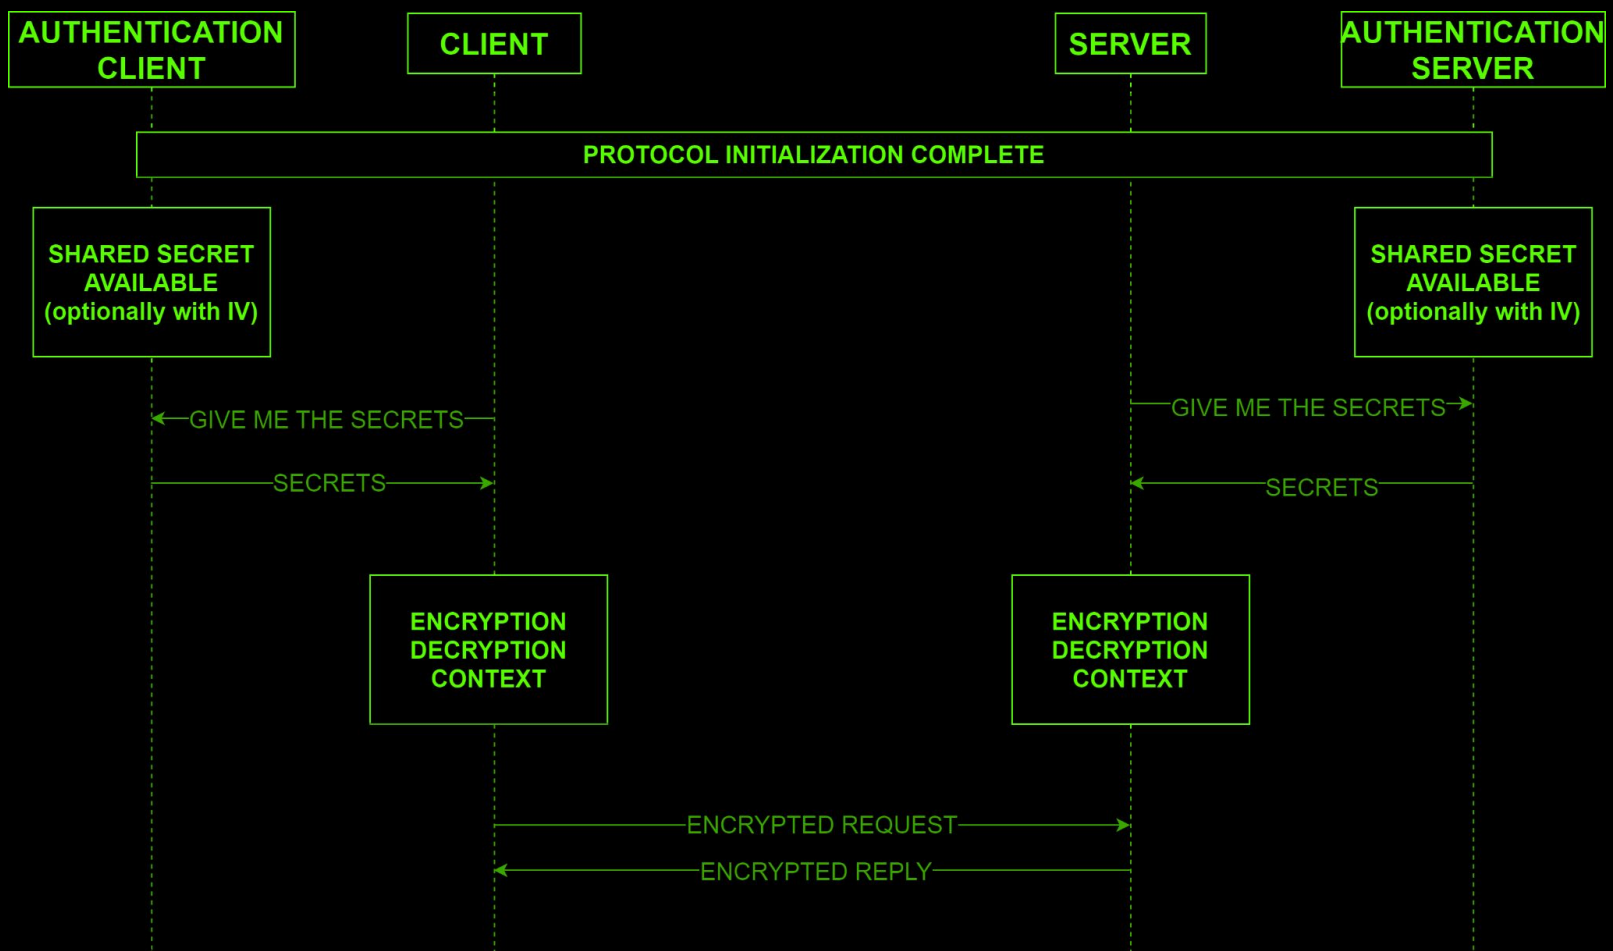 AUTHENTICATION
CLIENT
CLIENT
SERVER
AUTHENTICATION
SERVER
PROTOCOL INITIALIZATION COMPLETE
SHARED SECRET
AVAILABLE
(optionally with IV)
SHARED SECRET
AVAILABLE
(optionally with IV)
GIVE ME THE SECRETS
GIVE ME THE SECRETS
SECRETS
SECRETS
ENCRYPTION
DECRYPTION
CONTEXT
ENCRYPTION
DECRYPTION
CONTEXT
ENCRYPTED REQUEST
ENCRYPTED REPLY